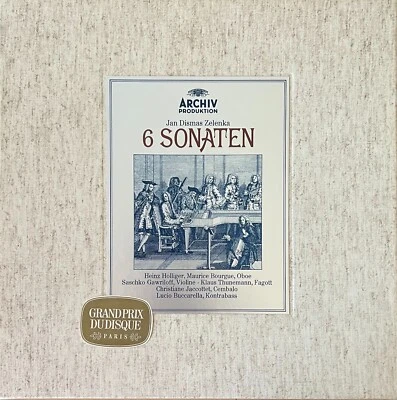 ARCHIV
PRODUKTION
Jan Dismas Zelenka
6 SONATEN
Heinz Holliger, Maurice Bourgue, Oboe
Saschko Gawriloff, Violine - Klaus Thunemann, Fagott
Christiane Jaccottet, Cembalo
Lucio Buccarella, Kontrabass
GRAND PRIX
DU DISQUE
PARIS